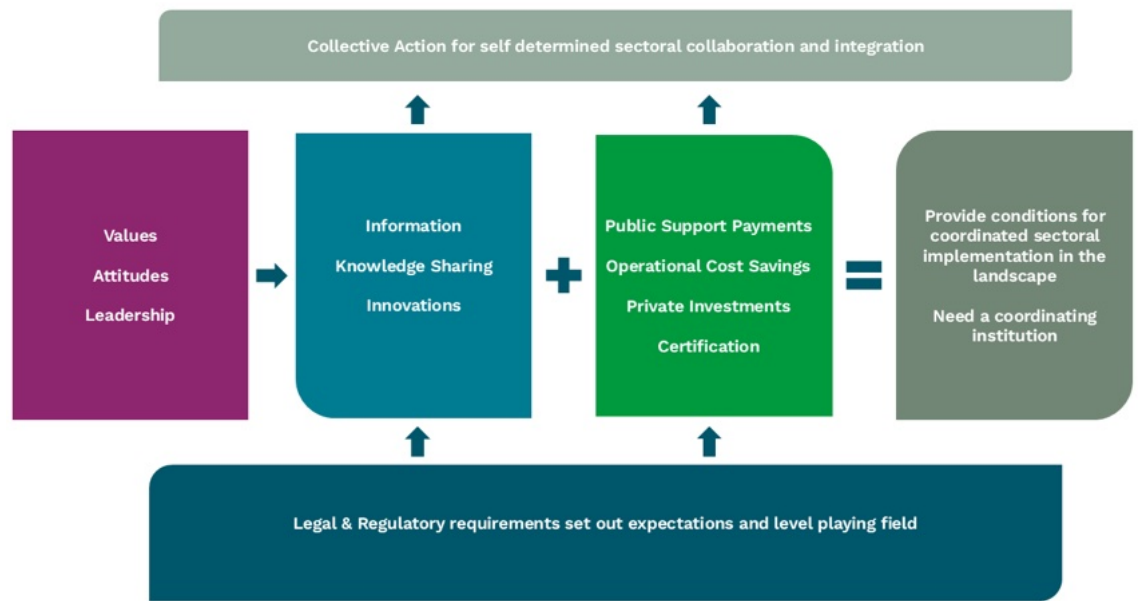 Collective Action for self determined sectoral collaboration and integration
Values
Attitudes
Leadership
Information
Knowledge Sharing
Innovations
Public Support Payments
Operational Cost Savings
Private Investments
Certification
Provide conditions for
coordinated sectoral
implementation in the
landscape
Need a coordinating
institution
Legal & Regulatory requirements set out expectations and level playing field